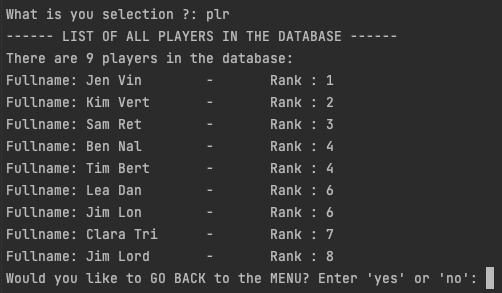 What is you selection ?: plr
------ LIST OF ALL PLAYERS IN THE DATABASE ------
There are 9 players in the database:
Fullname: Jen Vin - Rank : 1
Fullname: Kim Vert - Rank : 2
Fullname: Sam Ret - Rank : 3
Fullname: Ben Nal - Rank : 4
Fullname: Tim Bert - Rank : 4
Fullname: Lea Dan - Rank : 6
Fullname: Jim Lon - Rank : 6
Fullname: Clara Tri - Rank : 7
Fullname: Jim Lord - Rank : 8
Would you like to GO BACK to the MENU? Enter 'yes' or 'no':